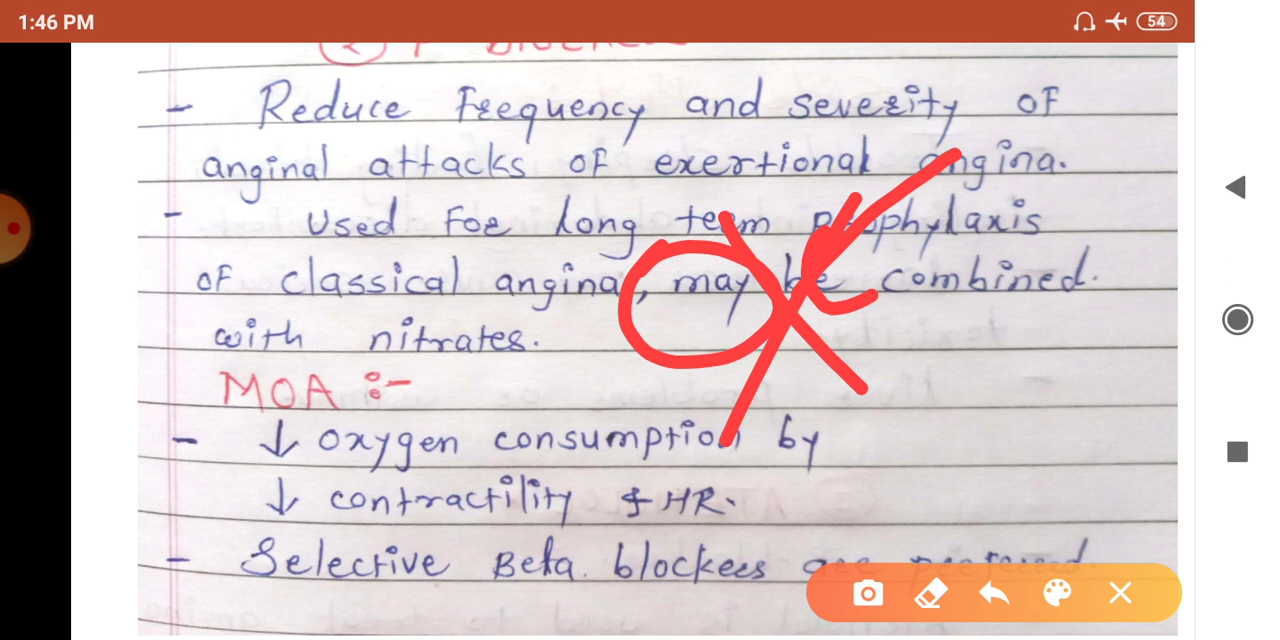 1:46 PM
54
- Reduce Frequency and severity OF
anginal attacks OF exertional angina.
- Used For long term prophylaxis
OF classical angina, may be combined.
with nitrates.
MOA :-
- ↓ oxygen consumption by
↓ contractility & HR.
- Selective Beta blockers are